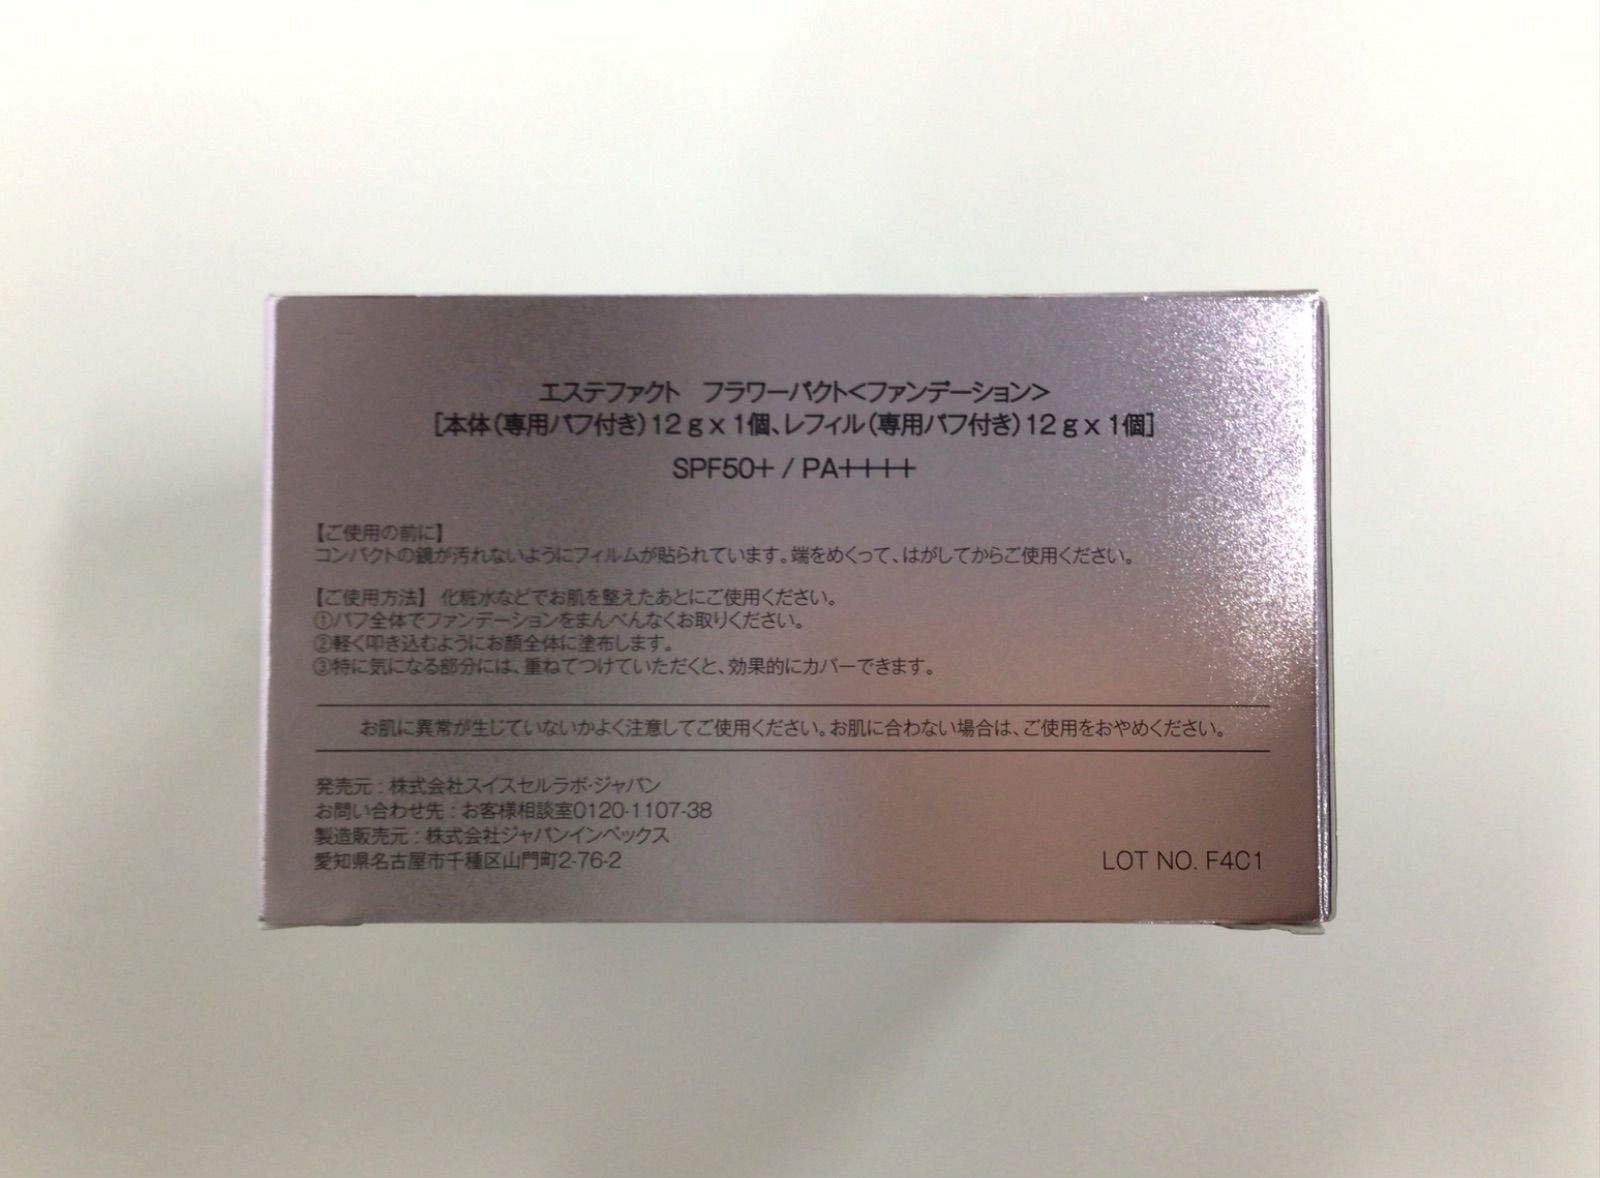 エステファクト　フラワーパクト<ファンデーション>
[本体(専用パフ付き)12ｇx 1個、レフィル(専用パフ付き)12ｇx 1個]
SPF50+ / PA++++
【ご使用の前に】
コンパクトの鏡が汚れないようにフィルムが貼られています。端をめくって、はがしてからご使用ください。
【ご使用方法】 化粧水などでお肌を整えたあとにご使用ください。
①パフ全体でファンデーションをまんべんなくお取りください。
②軽く叩き込むようにお顔全体に塗布します。
③特に気になる部分には、重ねてつけていただくと、効果的にカバーできます。
お肌に異常が生じていないかよく注意してご使用ください。お肌に合わない場合は、ご使用をおやめください。
発売元：株式会社スイスセルラボ・ジャパン
お問い合わせ先：お客様相談室0120-1107-38
製造販売元：株式会社ジャパンインペックス
愛知県名古屋市千種区山門町2-76-2
LOT NO. F4C1